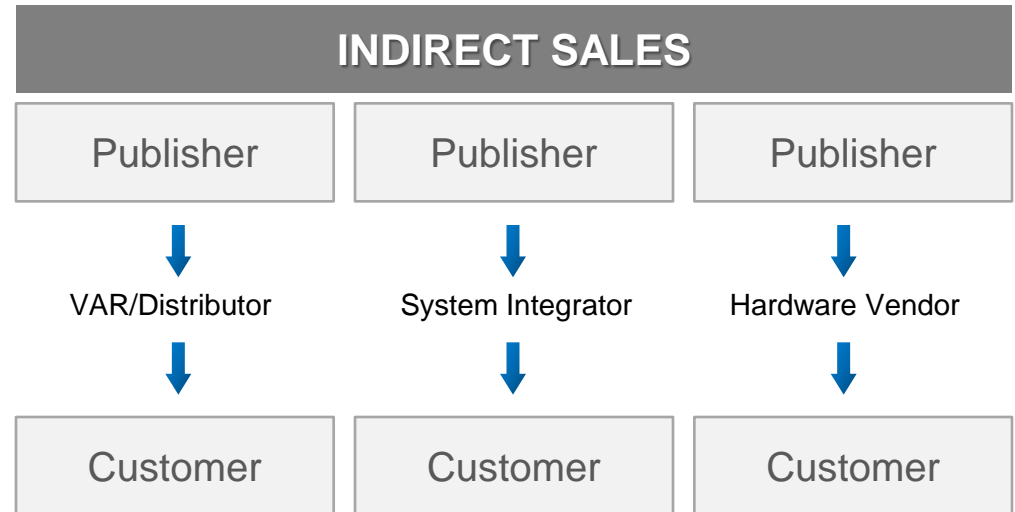 INDIRECT SALES
Publisher
Publisher
Publisher
VAR/Distributor
System Integrator
Hardware Vendor
Customer
Customer
Customer